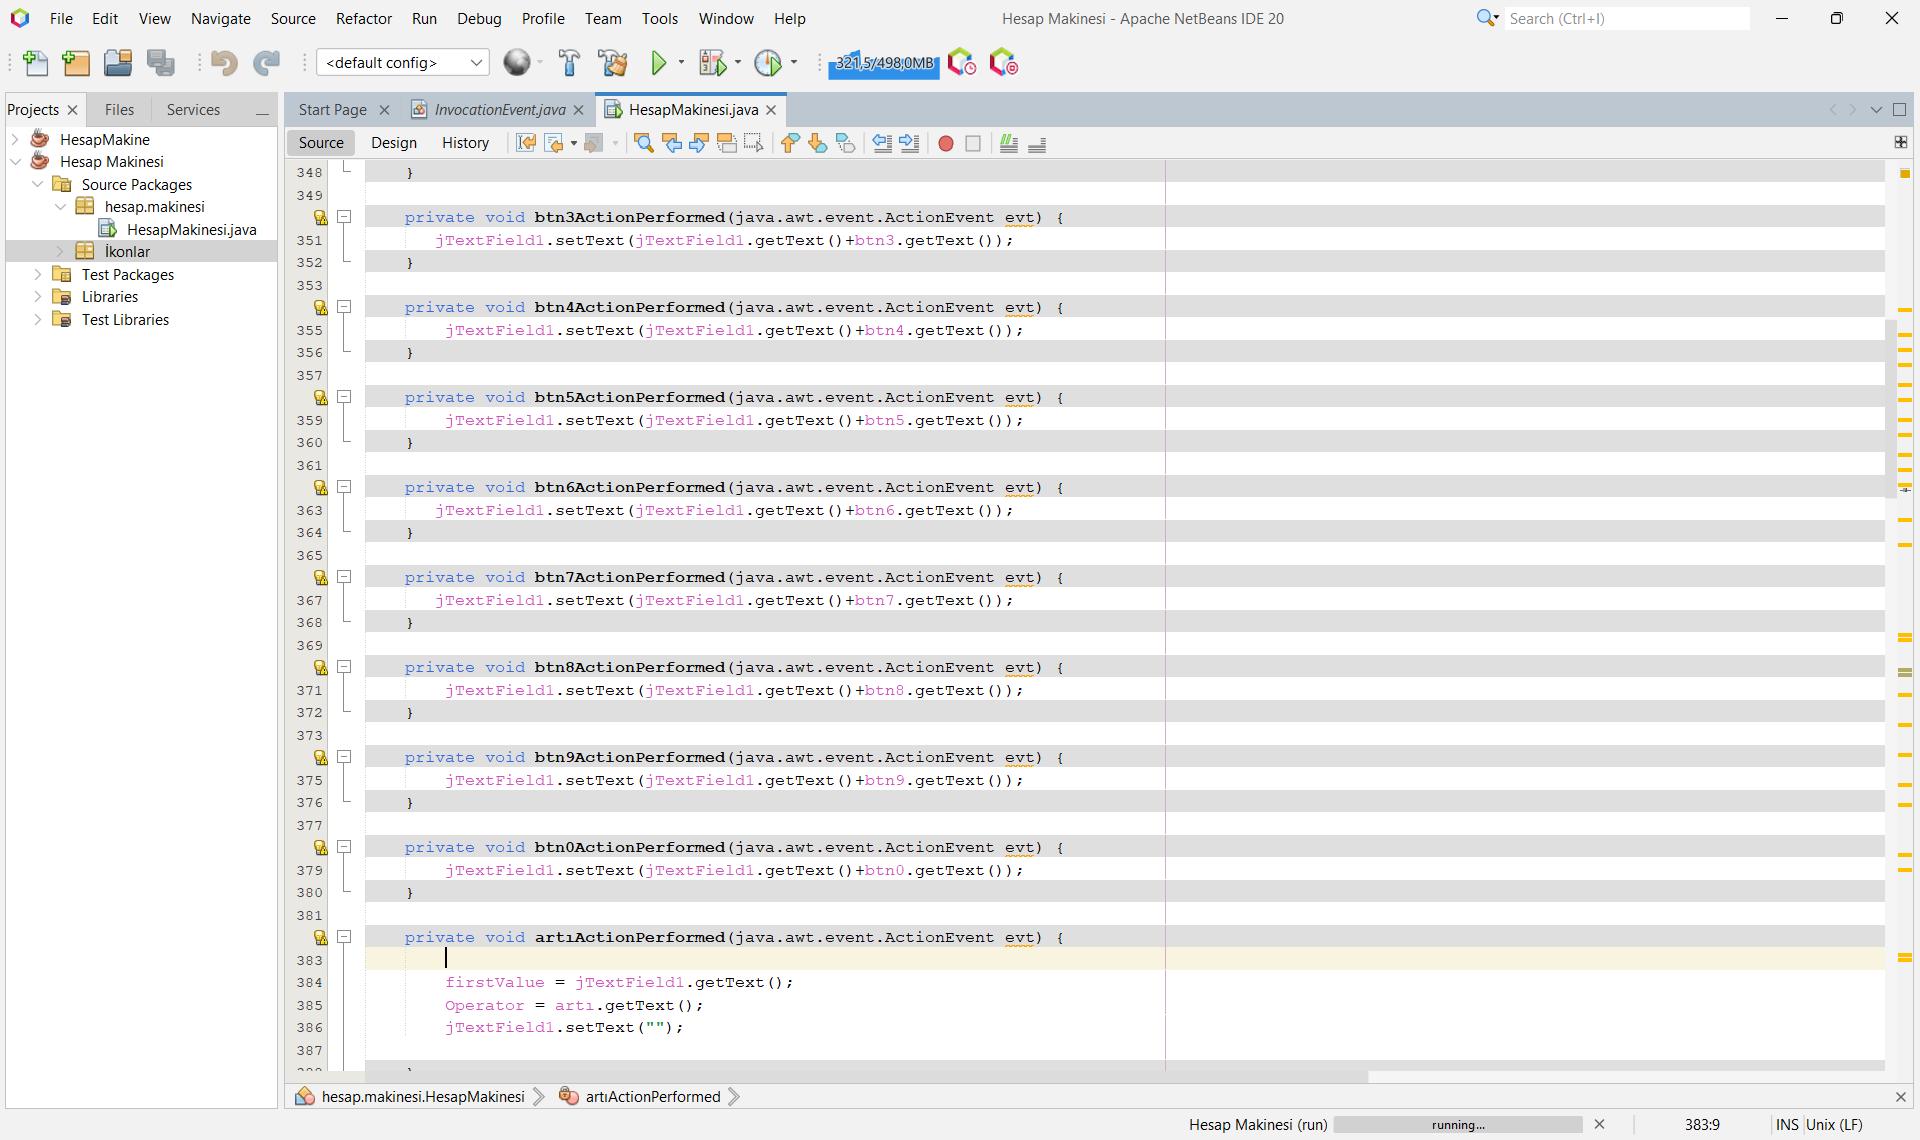 File Edit View Navigate Source Refactor Run Debug Profile Team Tools Window Help
Hesap Makinesi - Apache NetBeans IDE 20
Search (Ctrl+I)
<default config>
321,5/498,0MB
Projects Files Services
Start Page InvocationEvent.java HesapMakinesi.java
Source Design History
HesapMakine
Hesap Makinesi
Source Packages
hesap.makinesi
HesapMakinesi.java
İkonlar
Test Packages
Libraries
Test Libraries
348 }
349
private void btn3ActionPerformed(java.awt.event.ActionEvent evt) {
351 jTextField1.setText(jTextField1.getText()+btn3.getText());
352 }
353
private void btn4ActionPerformed(java.awt.event.ActionEvent evt) {
355 jTextField1.setText(jTextField1.getText()+btn4.getText());
356 }
357
private void btn5ActionPerformed(java.awt.event.ActionEvent evt) {
359 jTextField1.setText(jTextField1.getText()+btn5.getText());
360 }
361
private void btn6ActionPerformed(java.awt.event.ActionEvent evt) {
363 jTextField1.setText(jTextField1.getText()+btn6.getText());
364 }
365
private void btn7ActionPerformed(java.awt.event.ActionEvent evt) {
367 jTextField1.setText(jTextField1.getText()+btn7.getText());
368 }
369
private void btn8ActionPerformed(java.awt.event.ActionEvent evt) {
371 jTextField1.setText(jTextField1.getText()+btn8.getText());
372 }
373
private void btn9ActionPerformed(java.awt.event.ActionEvent evt) {
375 jTextField1.setText(jTextField1.getText()+btn9.getText());
376 }
377
private void btn0ActionPerformed(java.awt.event.ActionEvent evt) {
379 jTextField1.setText(jTextField1.getText()+btn0.getText());
380 }
381
private void artıActionPerformed(java.awt.event.ActionEvent evt) {
383
384 firstValue = jTextField1.getText();
385 Operator = artı.getText();
386 jTextField1.setText("");
387
hesap.makinesi.HesapMakinesi artıActionPerformed
Hesap Makinesi (run) running... 383:9 INS Unix (LF)